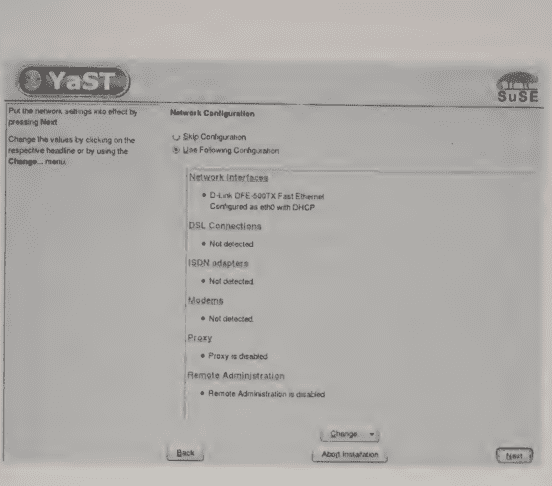 YaST
SuSE
Put the network settings into effect by
pressing Next
Change the values by clicking on the
respective headline or by using the
Change... menu.
Network Configuration
Skip Configuration
Use Following Configuration
Network Interfaces
D-Link DFE-500TX Fast Ethernet
Configured as eth0 with DHCP
DSL Connections
Not detected
ISDN adapters
Not detected
Modems
Not detected
Proxy
Proxy is disabled
Remote Administration
Remote Administration is disabled
Change
Back
Abort Installation
Next